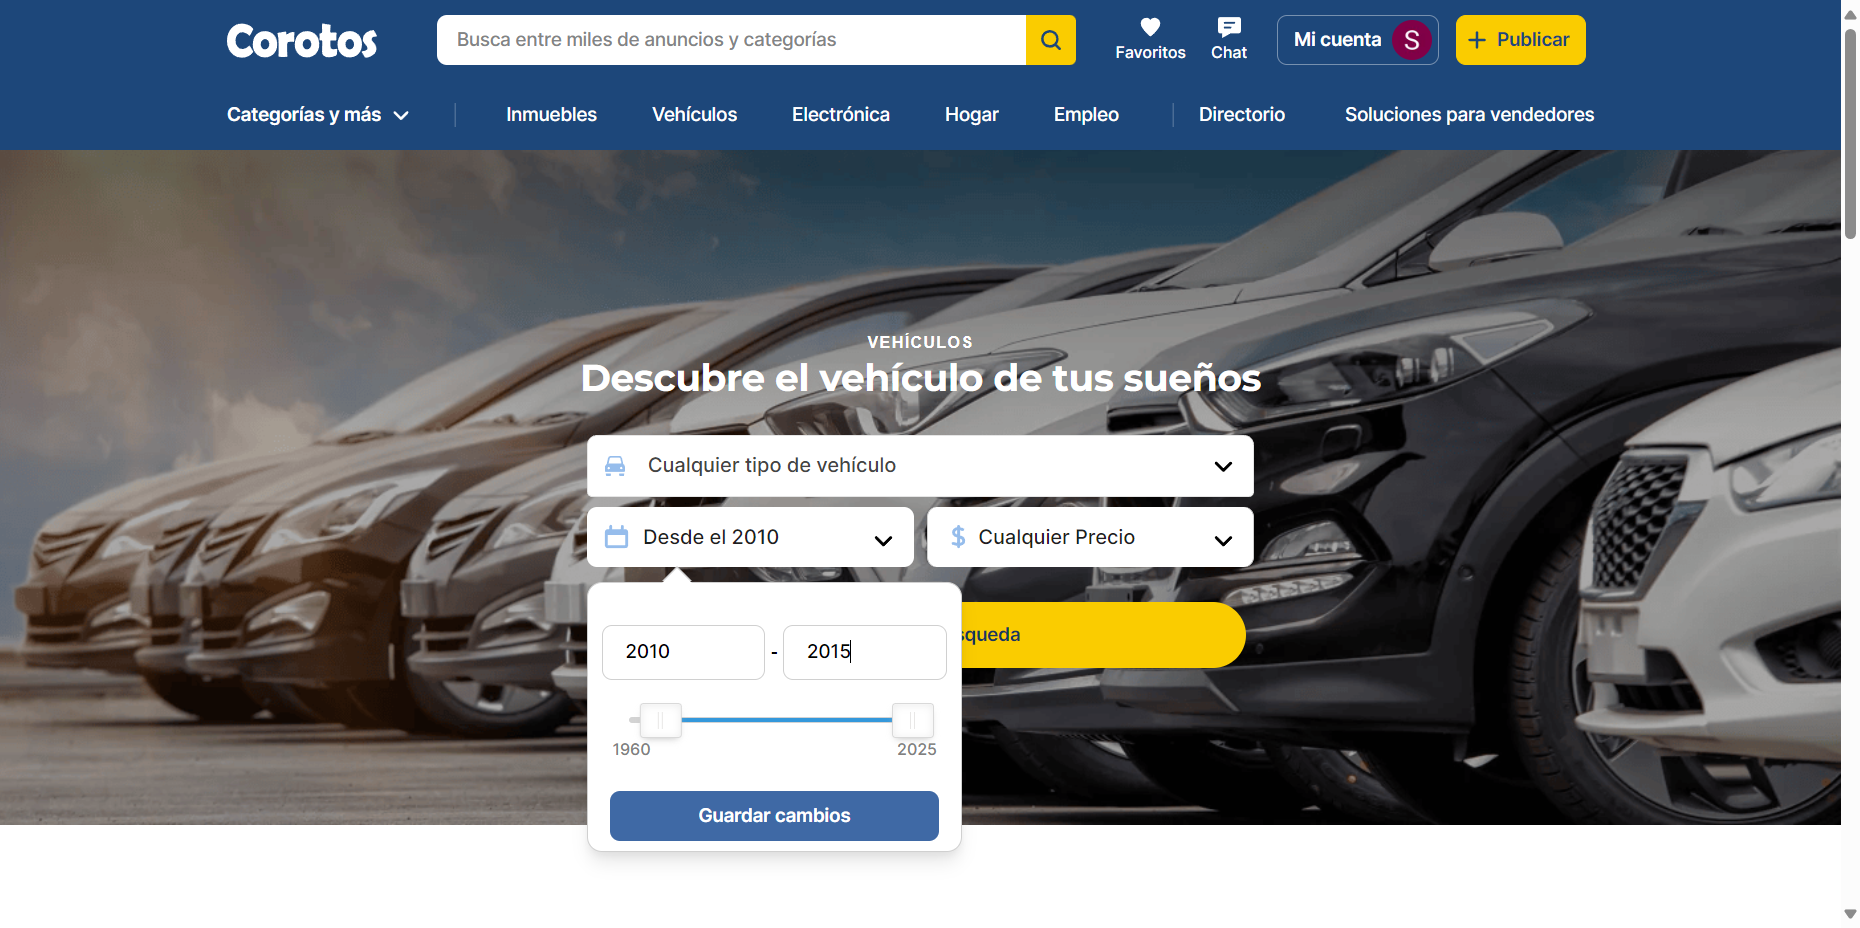 Corotos
Busca entre miles de anuncios y categorías
Favoritos
Chat
Mi cuenta
S
+ Publicar
Categorías y más
Inmuebles
Vehículos
Electrónica
Hogar
Empleo
Directorio
Soluciones para vendedores
VEHÍCULOS
Descubre el vehículo de tus sueños
Cualquier tipo de vehículo
Desde el 2010
$ Cualquier Precio
squeda
2010 - 2015
1960
2025
Guardar cambios